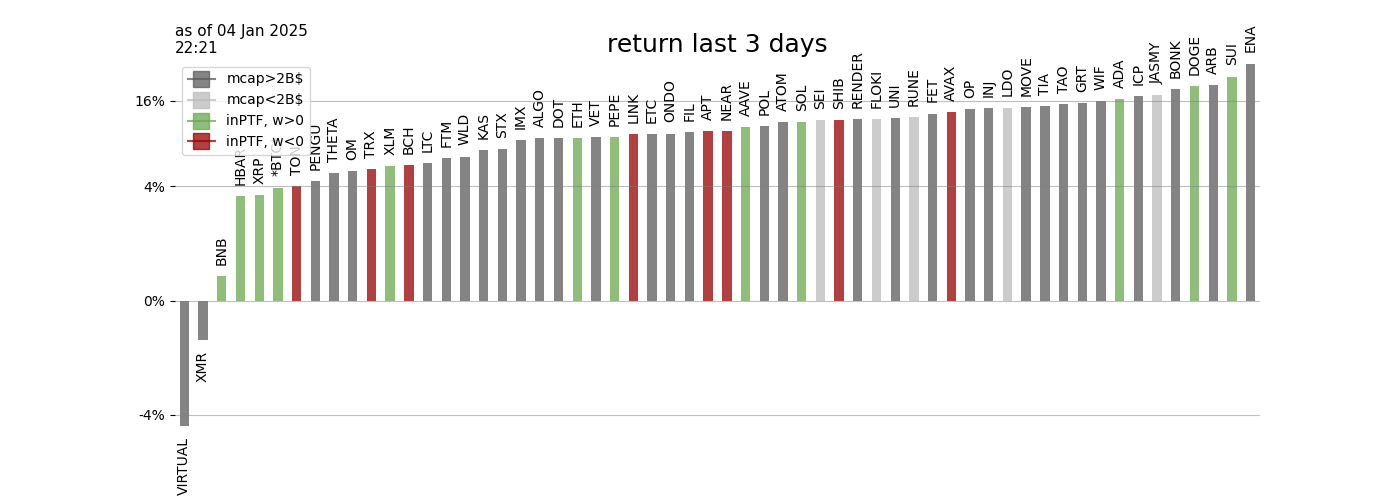 as of 04 Jan 2025
22:21
return last 3 days
mcap>2B$
mcap<2B$
inPTF, w>0
inPTF, w<0
16%
4%
0%
-4%
VIRTUAL
XMR
BNB
HBAR
XRP
*BTC
TON
PENGU
THETA
OM
TRX
XLM
BCH
LTC
FTM
WLD
KAS
STX
IMX
ALGO
DOT
ETH
VET
PEPE
LINK
ETC
ONDO
FIL
APT
NEAR
AAVE
POL
ATOM
SOL
SEI
SHIB
RENDER
FLOKI
UNI
RUNE
FET
AVAX
OP
INJ
LDO
MOVE
TIA
TAO
GRT
WIF
ADA
ICP
JASMY
BONK
DOGE
ARB
SUI
ENA